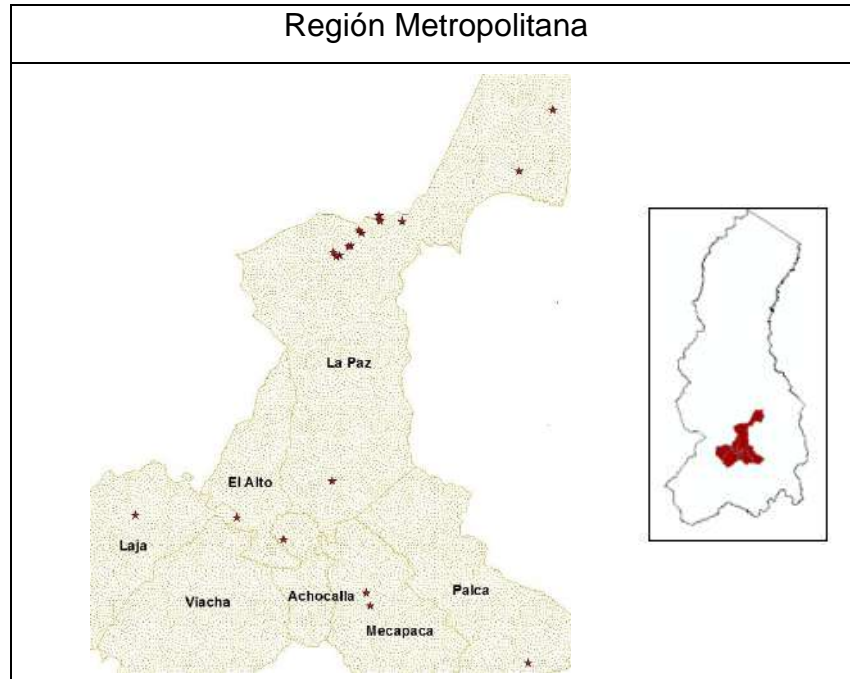 Región Metropolitana
La Paz
El Alto
Laja
Viacha
Achocalla
Palca
Mecapaca